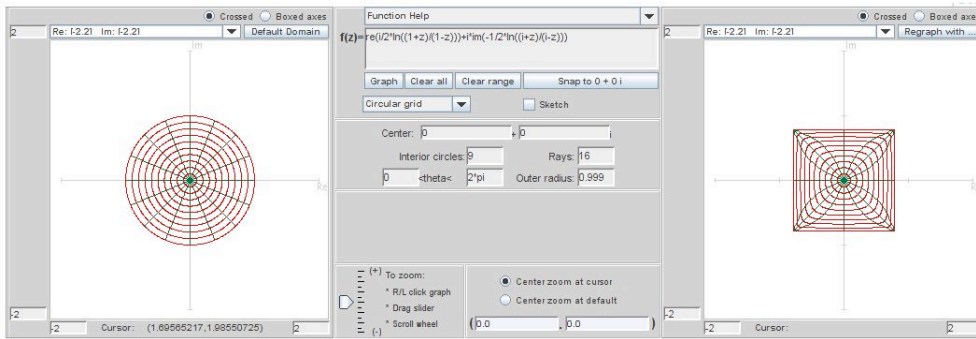 Crossed Boxed axes
2 Re: [-2.2] Im: [-2.2] Default Domain
Im
Re
-2
-2 Cursor: (1.69565217,1.98550725) 2
Function Help
f(z)= re(i/2*ln((1+z)/(1-z)))+i*im(-1/2*ln((i+z)/(i-z)))
Graph Clear all Clear range Snap to 0 + 0 i
Circular grid Sketch
Center: 0 + 0 i
Interior circles: 9 Rays: 16
0 <theta< 2*pi Outer radius: 0.999
(+) To zoom:
* R/L click graph
* Drag slider
* Scroll wheel
(-)
Center zoom at cursor
Center zoom at default
( 0.0 , 0.0 )
Crossed Boxed axes
2 Re: [-2.2] Im: [-2.2] Regraph with ...
Im
-2
-2 Cursor: 2